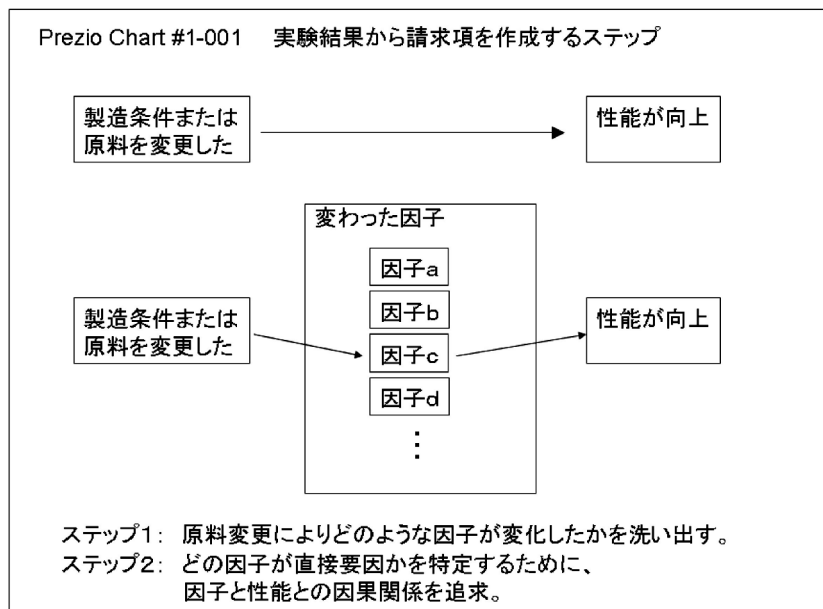 Prezio Chart #1-001 実験結果から請求項を作成するステップ
製造条件または
原料を変更した
性能が向上
変わった因子
因子a
因子b
因子c
因子d
⋮
製造条件または
原料を変更した
性能が向上
ステップ1： 原料変更によりどのような因子が変化したかを洗い出す。
ステップ2： どの因子が直接要因かを特定するために、
因子と性能との因果関係を追求。